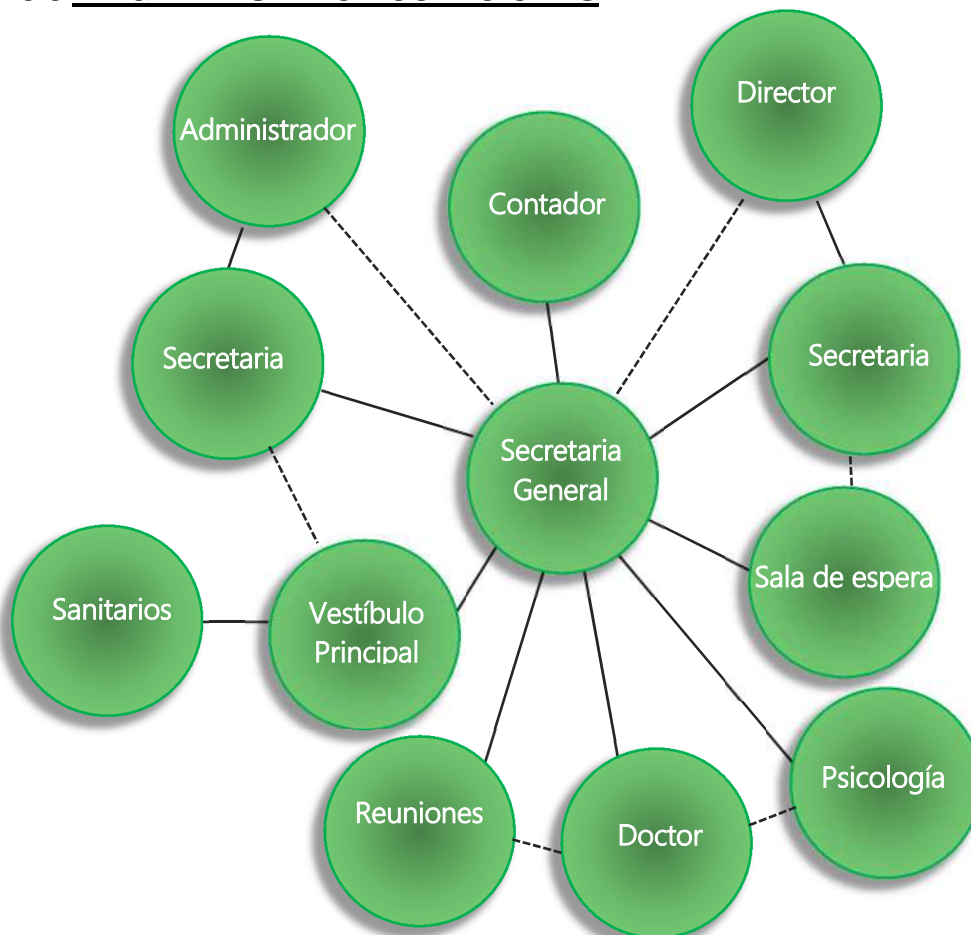 Director
Administrador
Contador
Secretaria
Secretaria
Secretaria
General
Sala de espera
Sanitarios
Vestíbulo
Principal
Psicología
Reuniones
Doctor